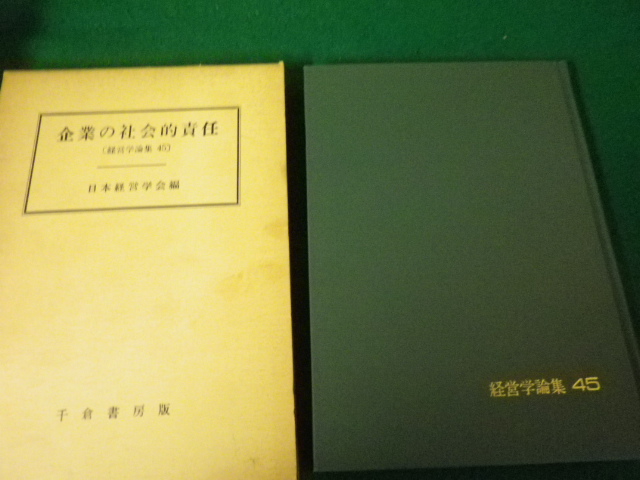 企業の社会的責任
〔経営学論集 45〕
日本経営学会編
千倉書房版
経営学論集 45